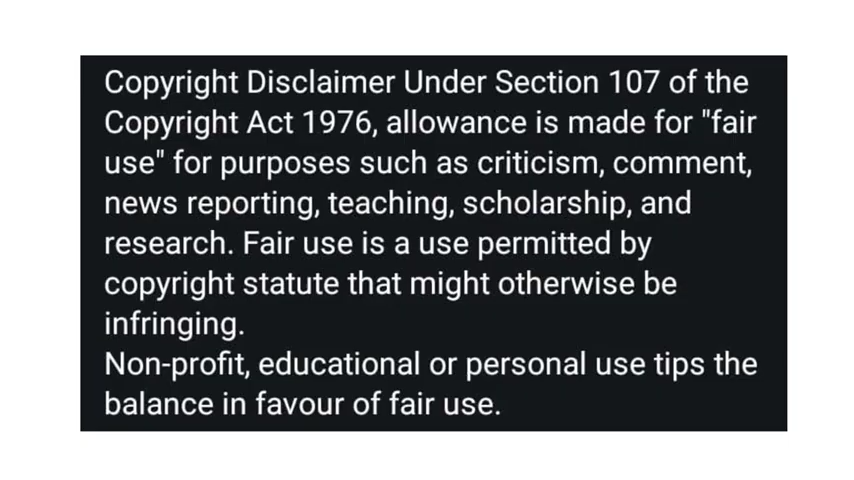 Copyright Disclaimer Under Section 107 of the
Copyright Act 1976, allowance is made for "fair
use" for purposes such as criticism, comment,
news reporting, teaching, scholarship, and
research. Fair use is a use permitted by
copyright statute that might otherwise be
infringing.
Non-profit, educational or personal use tips the
balance in favour of fair use.